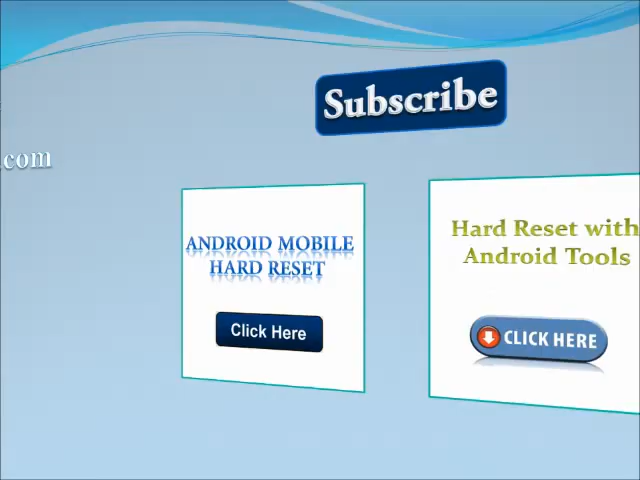 Subscribe
.com
ANDROID MOBILE
HARD RESET
Click Here
Hard Reset with
Android Tools
CLICK HERE